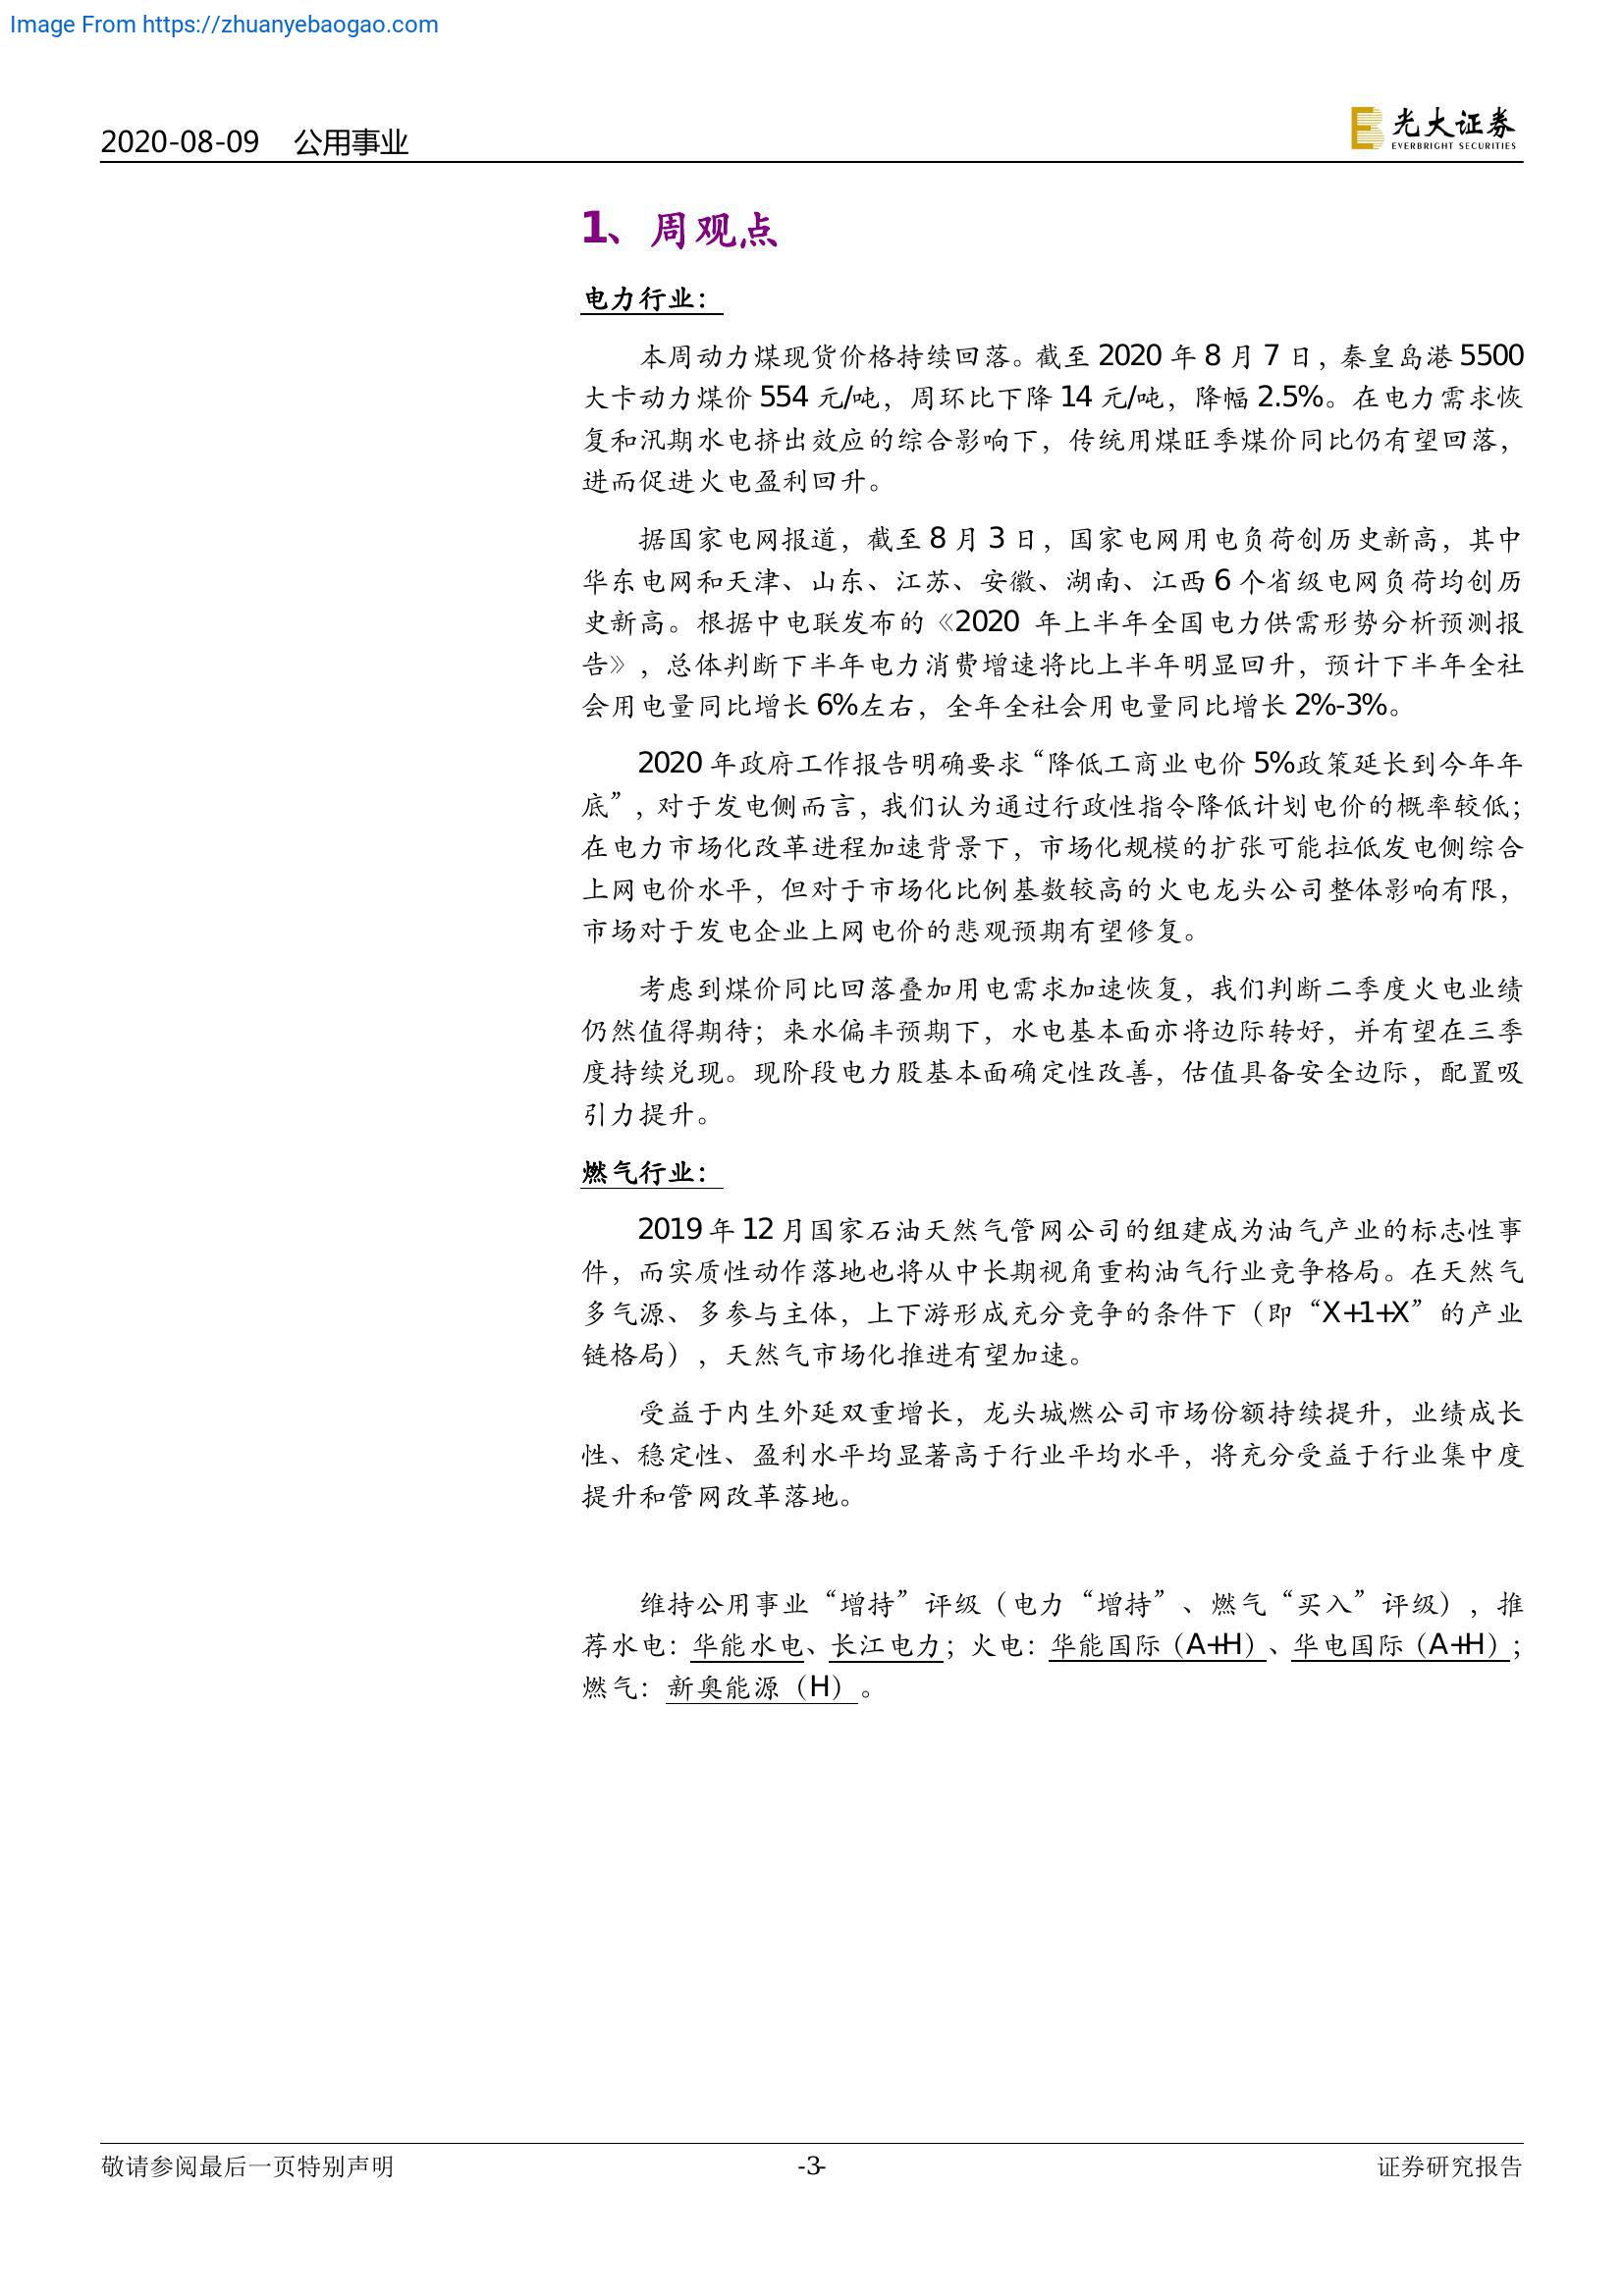 Image From https://zhuanyebaogao.com
2020-08-09 公用事业
光大证券
EVERBRIGHT SECURITIES
1、周观点
电力行业：
本周动力煤现货价格持续回落。截至 2020 年 8 月 7 日，秦皇岛港 5500
大卡动力煤价 554 元/吨，周环比下降 14 元/吨，降幅 2.5%。在电力需求恢
复和汛期水电挤出效应的综合影响下，传统用煤旺季煤价同比仍有望回落，
进而促进火电盈利回升。
据国家电网报道，截至 8 月 3 日，国家电网用电负荷创历史新高，其中
华东电网和天津、山东、江苏、安徽、湖南、江西 6 个省级电网负荷均创历
史新高。根据中电联发布的《2020 年上半年全国电力供需形势分析预测报
告》，总体判断下半年电力消费增速将比上半年明显回升，预计下半年全社
会用电量同比增长 6%左右，全年全社会用电量同比增长 2%-3%。
2020 年政府工作报告明确要求“降低工商业电价 5%政策延长到今年年
底”，对于发电侧而言，我们认为通过行政性指令降低计划电价的概率较低；
在电力市场化改革进程加速背景下，市场化规模的扩张可能拉低发电侧综合
上网电价水平，但对于市场化比例基数较高的火电龙头公司整体影响有限，
市场对于发电企业上网电价的悲观预期有望修复。
考虑到煤价同比回落叠加用电需求加速恢复，我们判断二季度火电业绩
仍然值得期待；来水偏丰预期下，水电基本面亦将边际转好，并有望在三季
度持续兑现。现阶段电力股基本面确定性改善，估值具备安全边际，配置吸
引力提升。
燃气行业：
2019 年 12 月国家石油天然气管网公司的组建成为油气产业的标志性事
件，而实质性动作落地也将从中长期视角重构油气行业竞争格局。在天然气
多气源、多参与主体，上下游形成充分竞争的条件下（即“X+1+X”的产业
链格局），天然气市场化推进有望加速。
受益于内生外延双重增长，龙头城燃公司市场份额持续提升，业绩成长
性、稳定性、盈利水平均显著高于行业平均水平，将充分受益于行业集中度
提升和管网改革落地。
维持公用事业“增持”评级（电力“增持”、燃气“买入”评级），推
荐水电：华能水电、长江电力；火电：华能国际（A+H）、华电国际（A+H）；
燃气：新奥能源（H）。
敬请参阅最后一页特别声明 -3- 证券研究报告